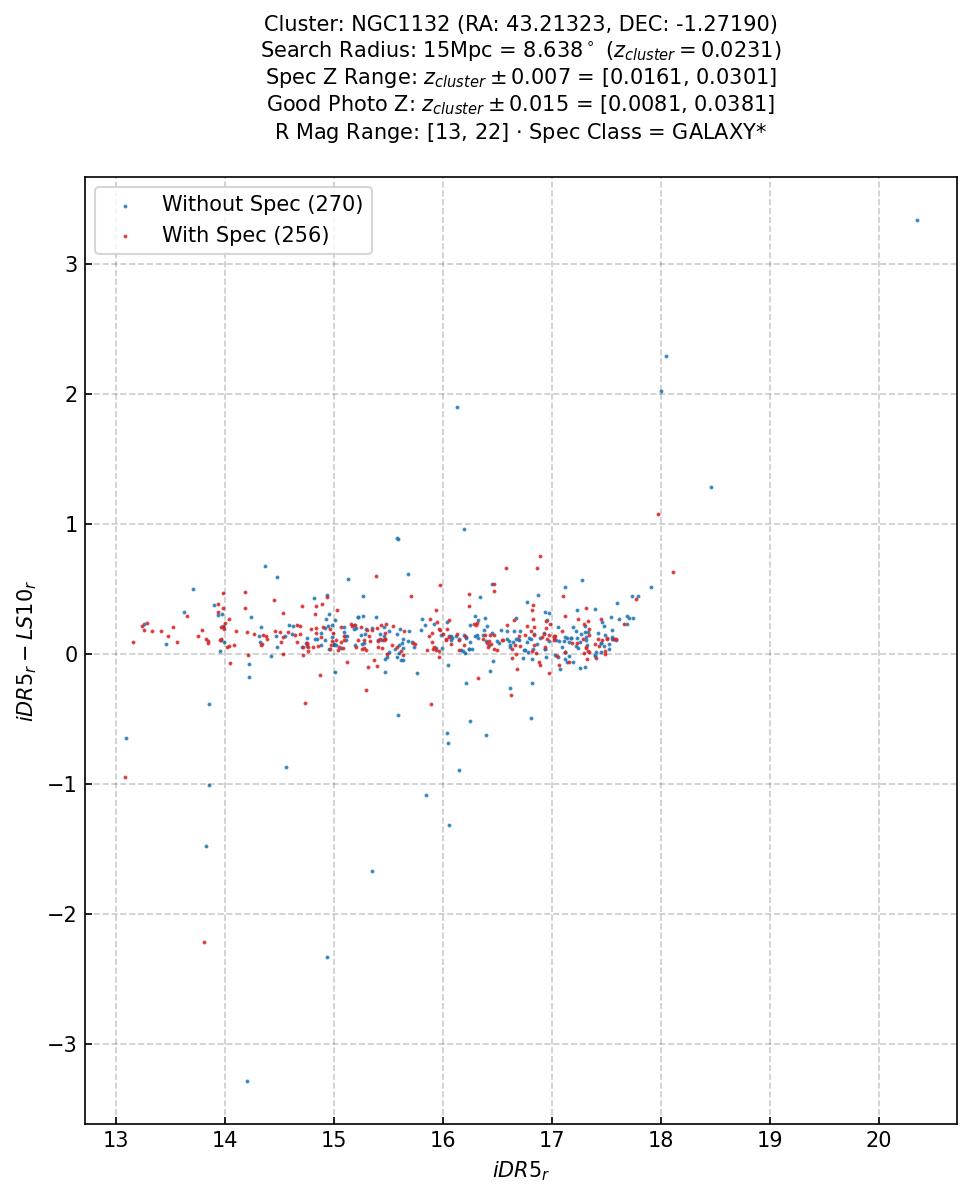 Cluster: NGC1132 (RA: 43.21323, DEC: -1.27190)
Search Radius: 15Mpc = 8.638° (z_cluster = 0.0231)
Spec Z Range: z_cluster ± 0.007 = [0.0161, 0.0301]
Good Photo Z: z_cluster ± 0.015 = [0.0081, 0.0381]
R Mag Range: [13, 22] · Spec Class = GALAXY*
Without Spec (270)
With Spec (256)
3
2
1
0
−1
−2
−3
iDR5_r − LS10_r
13 14 15 16 17 18 19 20
iDR5_r